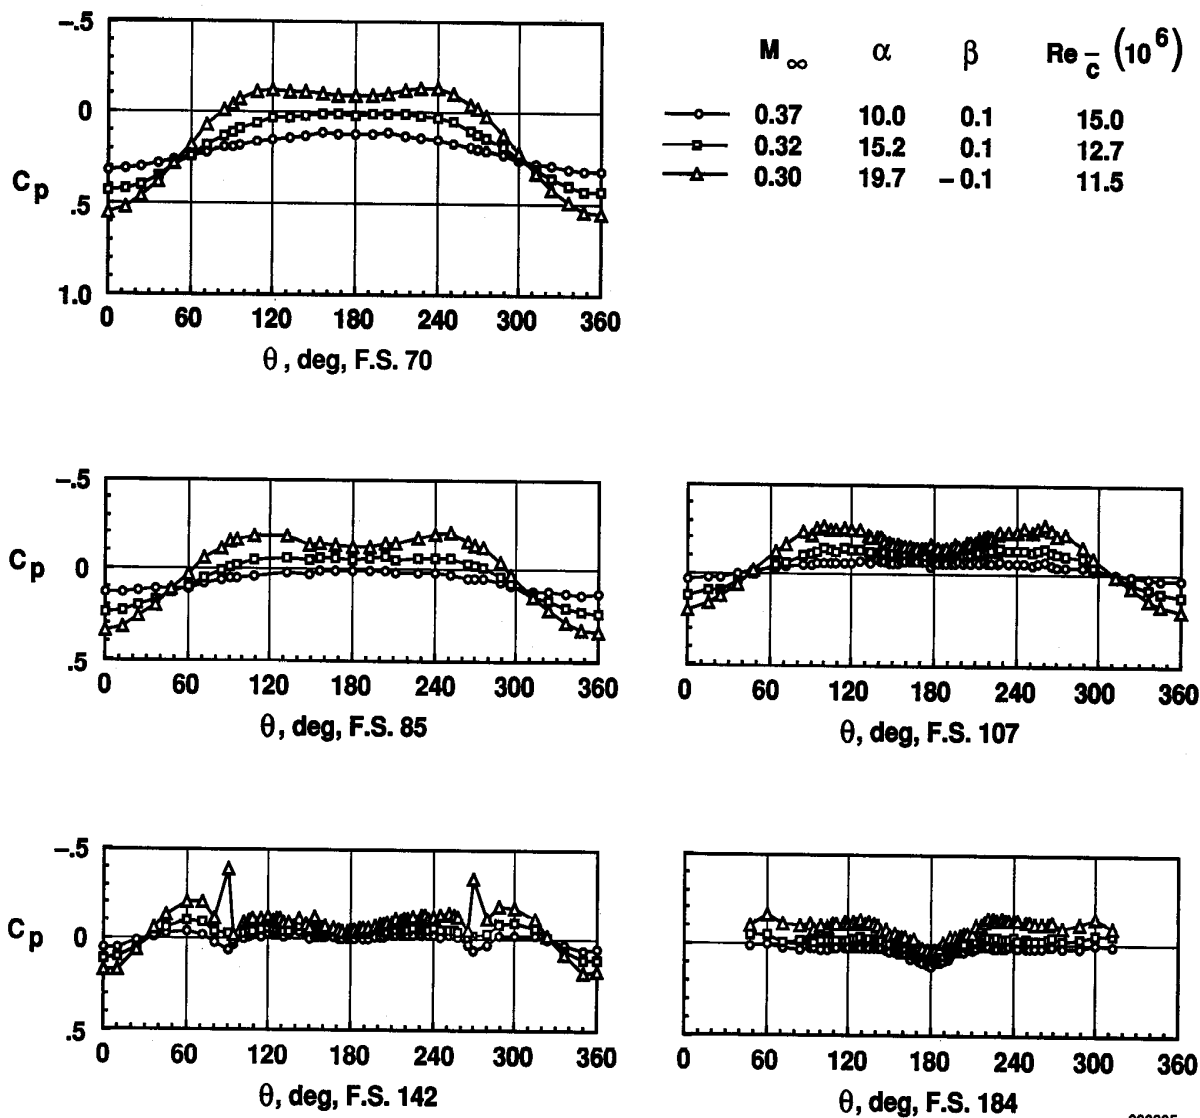 M∞ α β Re c̄ (10^6)
0.37 10.0 0.1 15.0
0.32 15.2 0.1 12.7
0.30 19.7 −0.1 11.5
−.5
0
.5
1.0
Cp
0 60 120 180 240 300 360
θ, deg, F.S. 70
−.5
0
.5
Cp
0 60 120 180 240 300 360
θ, deg, F.S. 85
0 60 120 180 240 300 360
θ, deg, F.S. 107
−.5
0
.5
Cp
0 60 120 180 240 300 360
θ, deg, F.S. 142
0 60 120 180 240 300 360
θ, deg, F.S. 184